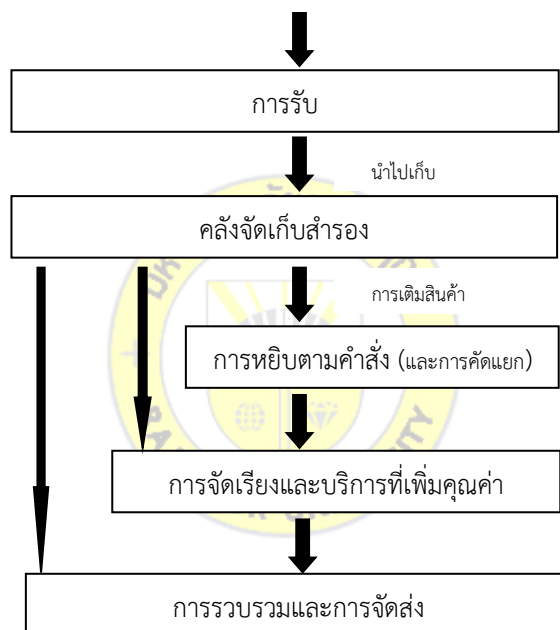 การรับ
นำไปเก็บ
คลังจัดเก็บสำรอง
การเติมสินค้า
การหยิบตามคำสั่ง (และการคัดแยก)
การจัดเรียงและบริการที่เพิ่มคุณค่า
การรวบรวมและการจัดส่ง